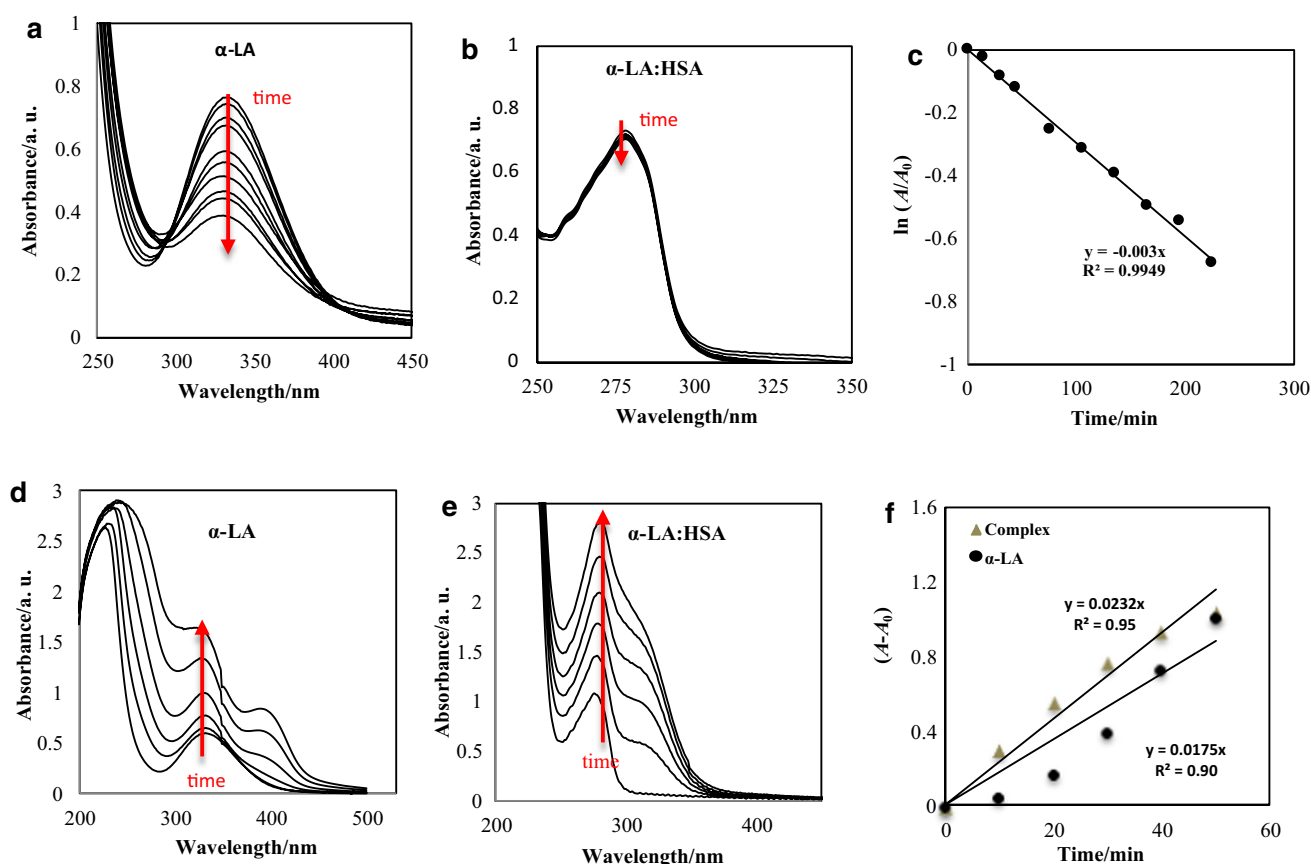 a
α-LA
time
Absorbance/a. u.
1
0.8
0.6
0.4
0.2
0
250 300 350 400 450
Wavelength/nm
b
α-LA:HSA
time
Absorbance/a. u.
1
0.8
0.6
0.4
0.2
0
250 275 300 325 350
Wavelength/nm
c
ln (A/A0)
0
-0.2
-0.4
-0.6
-0.8
-1
y = -0.003x
R² = 0.9949
0 100 200 300
Time/min
d
α-LA
time
Absorbance/a. u.
3
2.5
2
1.5
1
0.5
0
200 300 400 500
Wavelength/nm
e
α-LA:HSA
time
Absorbance/a. u.
3
2.5
2
1.5
1
0.5
0
200 300 400
Wavelength/nm
f
Complex
α-LA
(A-A0)
1.6
1.2
0.8
0.4
0
y = 0.0232x
R² = 0.95
y = 0.0175x
R² = 0.90
0 20 40 60
Time/min